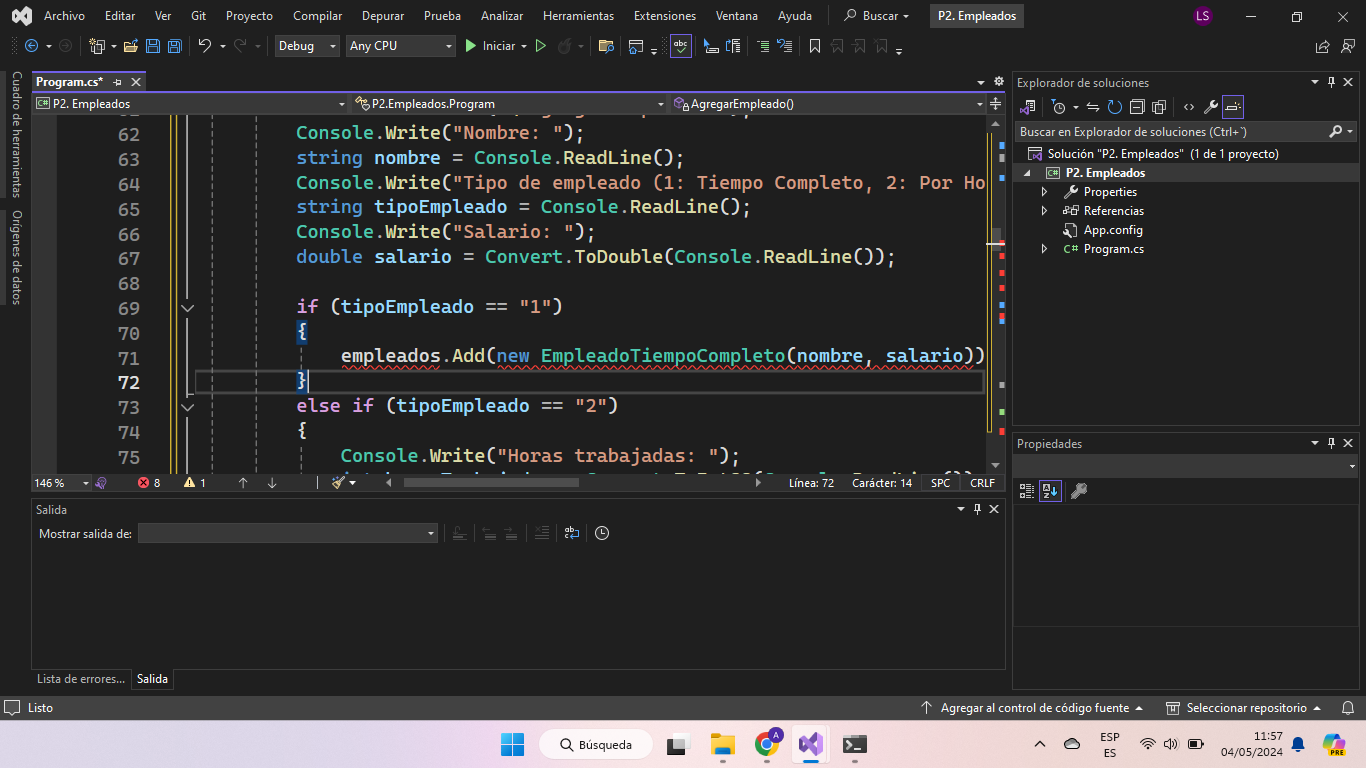 Archivo Editar Ver Git Proyecto Compilar Depurar Prueba Analizar Herramientas Extensiones Ventana Ayuda Buscar P2. Empleados LS
Debug Any CPU Iniciar
Cuadro de herramientas
Orígenes de datos
Program.cs*
C# P2. Empleados P2.Empleados.Program AgregarEmpleado()
62 Console.Write("Nombre: ");
63 string nombre = Console.ReadLine();
64 Console.Write("Tipo de empleado (1: Tiempo Completo, 2: Por Ho
65 string tipoEmpleado = Console.ReadLine();
66 Console.Write("Salario: ");
67 double salario = Convert.ToDouble(Console.ReadLine());
68
69 if (tipoEmpleado == "1")
70 {
71 empleados.Add(new EmpleadoTiempoCompleto(nombre, salario))
72 }
73 else if (tipoEmpleado == "2")
74 {
75 Console.Write("Horas trabajadas: ");
146 % 8 1 Línea: 72 Carácter: 14 SPC CRLF
Salida
Mostrar salida de:
Lista de errores... Salida
Explorador de soluciones
Buscar en Explorador de soluciones (Ctrl+`)
Solución "P2. Empleados" (1 de 1 proyecto)
C# P2. Empleados
Properties
Referencias
App.config
C# Program.cs
Propiedades
Listo Agregar al control de código fuente Seleccionar repositorio
Búsqueda
A
ESP
ES
11:57
04/05/2024
PRE